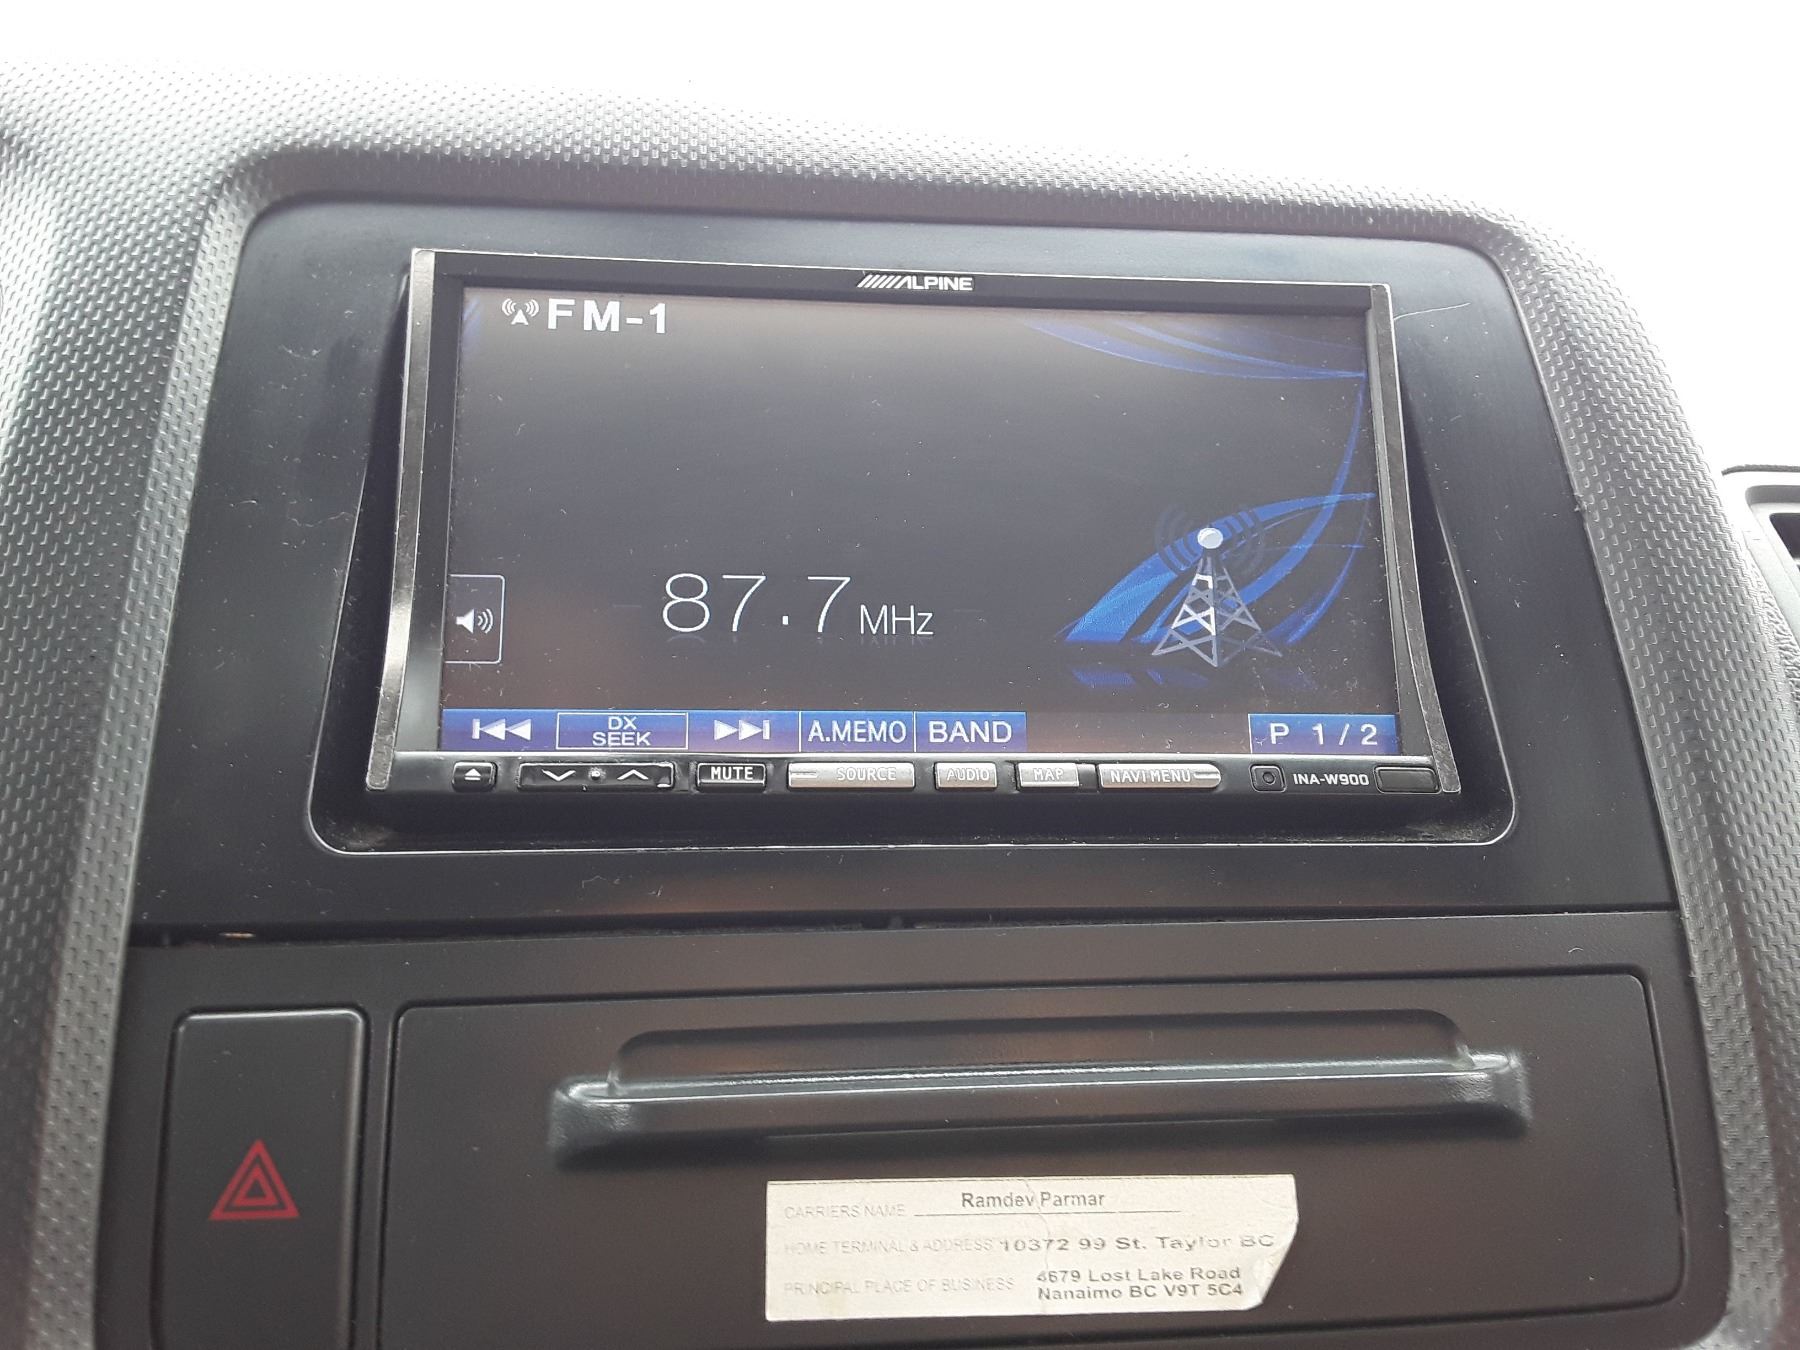 ALPINE
FM-1
87.7 MHz
DX
SEEK
A.MEMO
BAND
P 1/2
MUTE
SOURCE
AUDIO
MAP
NAVI MENU
INA-W900
CARRIERS NAME Ramdev Parmar
HOME TERMINAL & ADDRESS 10372 99 St. Taylor BC
PRINCIPAL PLACE OF BUSINESS 4679 Lost Lake Road
Nanaimo BC V9T 5C4